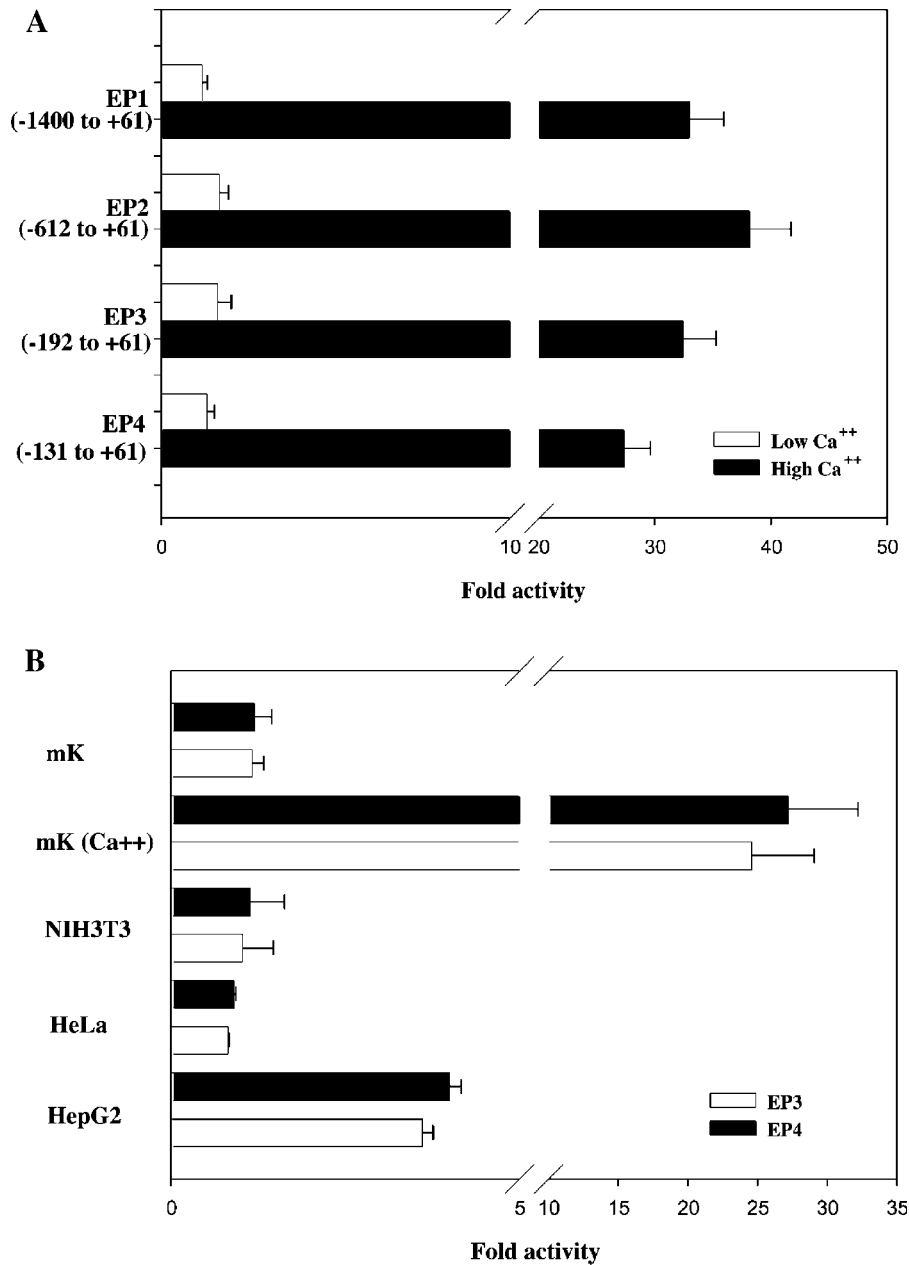 A
EP1
(-1400 to +61)
EP2
(-612 to +61)
EP3
(-192 to +61)
EP4
(-131 to +61)
Low Ca++
High Ca++
0 10 20 30 40 50
Fold activity
B
mK
mK (Ca++)
NIH3T3
HeLa
HepG2
EP3
EP4
0 5 10 15 20 25 30 35
Fold activity